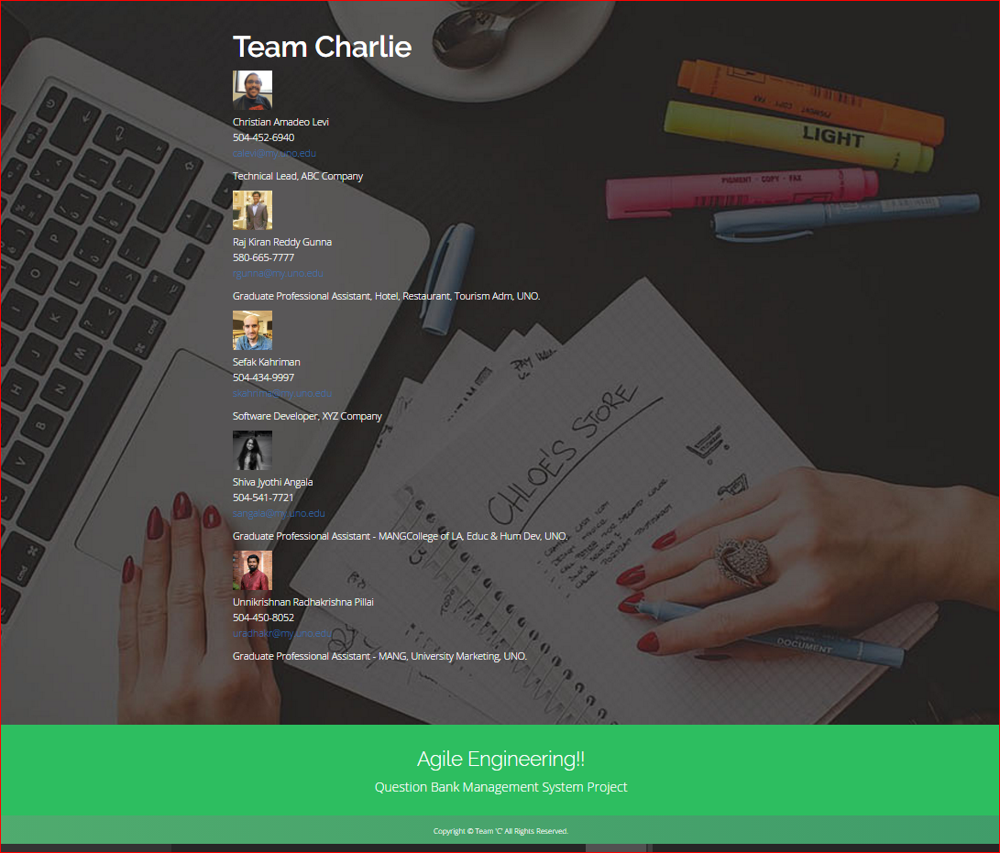 Team Charlie
Christian Amadeo Levi
504-452-6940
calevi@my.uno.edu
Technical Lead, ABC Company
Raj Kiran Reddy Gunna
580-665-7777
rgunna@my.uno.edu
Graduate Professional Assistant, Hotel, Restaurant, Tourism Adm, UNO.
Sefak Kahriman
504-434-9997
skahrima@my.uno.edu
Software Developer, XYZ Company
Shiva Jyothi Angala
504-541-7721
sangala@my.uno.edu
Graduate Professional Assistant - MANGCollege of LA, Educ & Hum Dev, UNO.
Unnikrishnan Radhakrishna Pillai
504-450-8052
uradhakr@my.uno.edu
Graduate Professional Assistant - MANG, University Marketing, UNO.
PIGMENT COPY · FAX
LIGHT
PIGMENT · COPY · FAX
PAY
CHLOE'S STORE
DOCUMENT
Agile Engineering!!
Question Bank Management System Project
Copyright © Team 'C' All Rights Reserved.